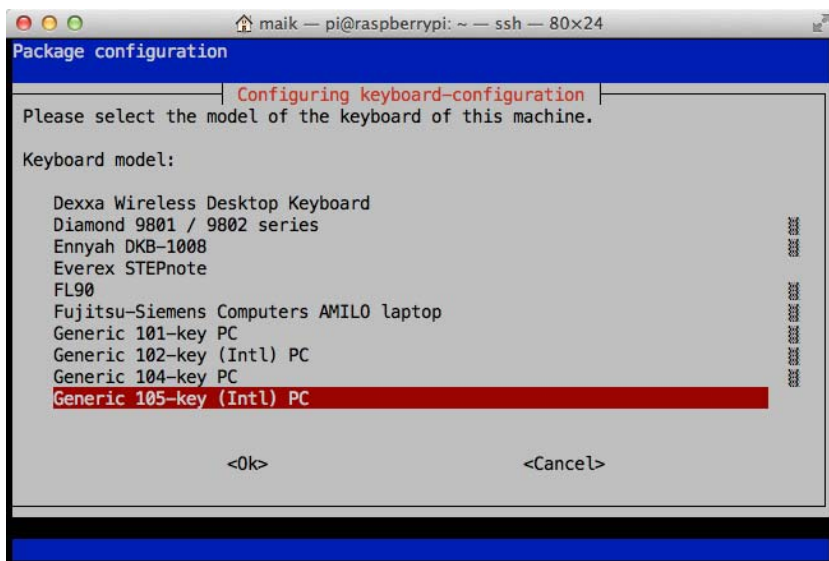 maik — pi@raspberrypi: ~ — ssh — 80×24
Package configuration
Configuring keyboard-configuration
Please select the model of the keyboard of this machine.
Keyboard model:
Dexxa Wireless Desktop Keyboard
Diamond 9801 / 9802 series
Ennyah DKB-1008
Everex STEPnote
FL90
Fujitsu-Siemens Computers AMILO laptop
Generic 101-key PC
Generic 102-key (Intl) PC
Generic 104-key PC
Generic 105-key (Intl) PC
<Ok> <Cancel>